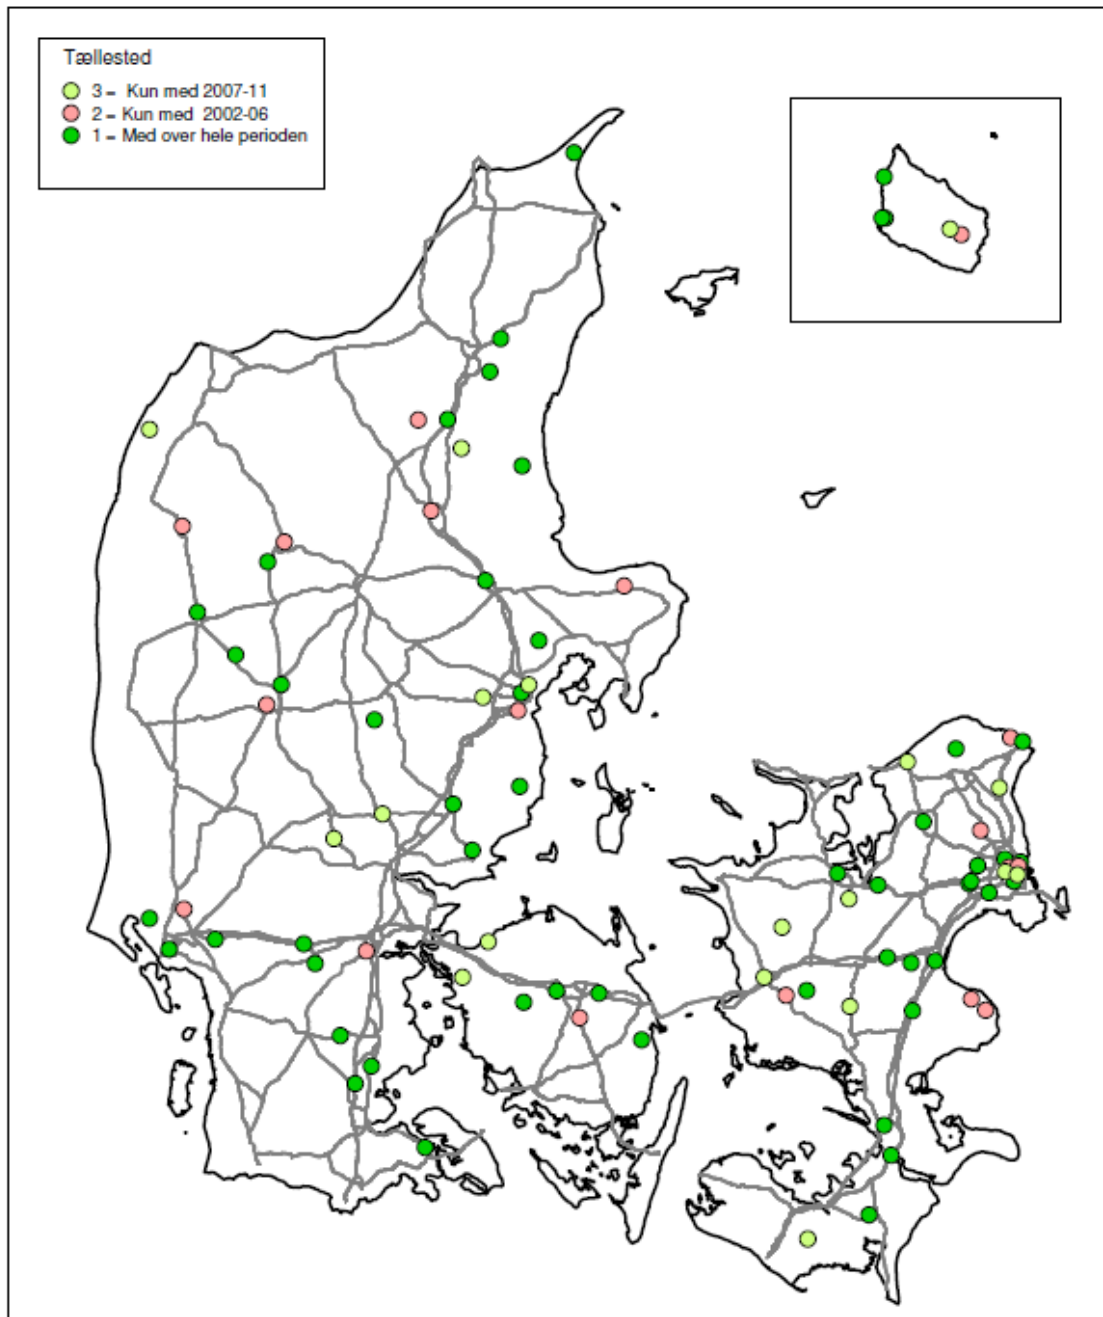 Tællested
3 = Kun med 2007-11
2 = Kun med 2002-06
1 = Med over hele perioden